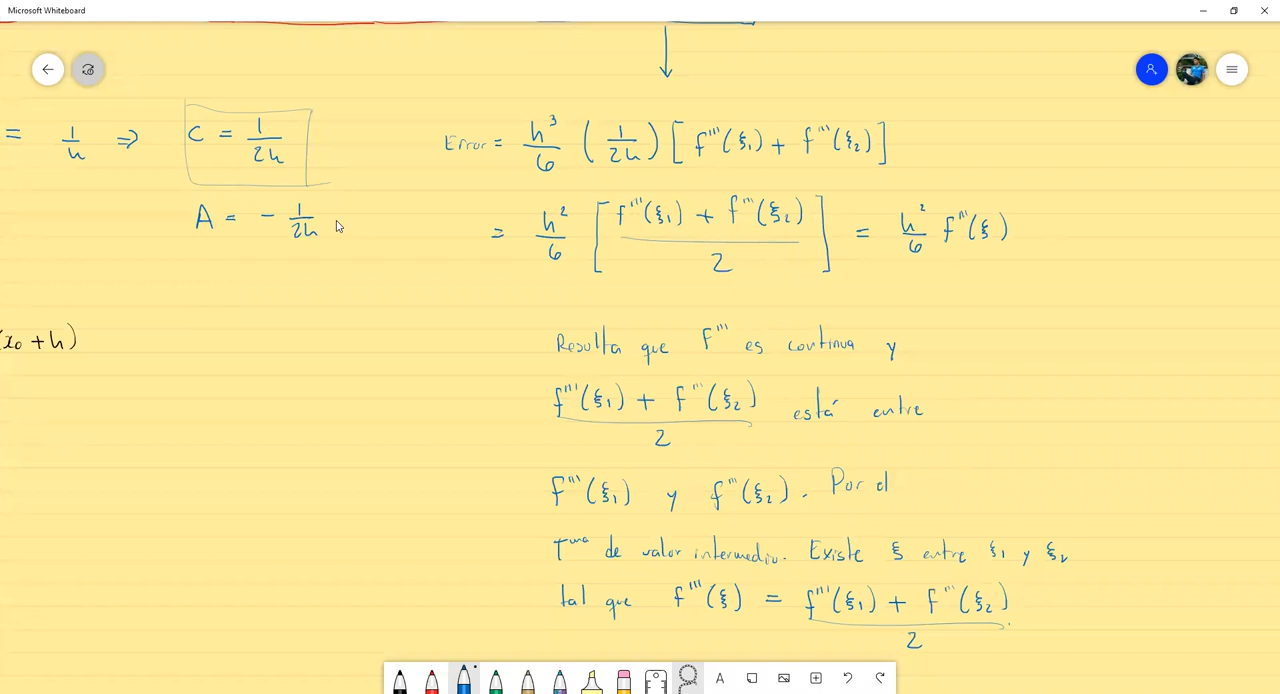 Microsoft Whiteboard
= 1/h ⇒ C = 1/2h
A = - 1/2h
(x₀ + h)
Error = h³/6 (1/2h) [f'''(ξ₁) + f'''(ξ₂)]
= h²/6 [f'''(ξ₁) + f'''(ξ₂) / 2] = h²/6 f'''(ξ)
Resulta que f''' es continua y
f'''(ξ₁) + f'''(ξ₂) / 2 está entre
f'''(ξ₁) y f'''(ξ₂). Por el
Tma de valor intermedio. Existe ξ entre ξ₁ y ξ₂
tal que f'''(ξ) = f'''(ξ₁) + f'''(ξ₂) / 2
A